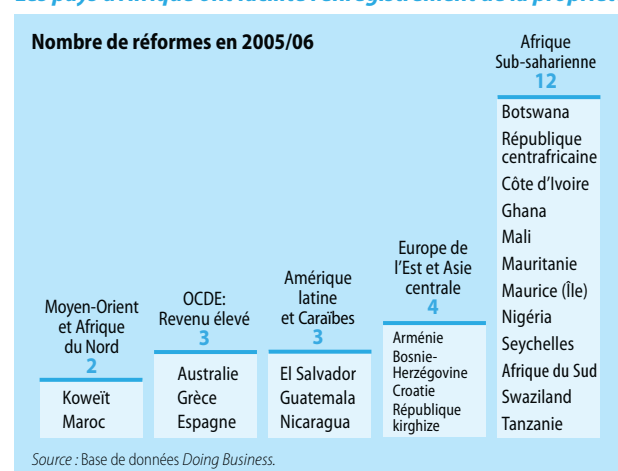 Nombre de réformes en 2005/06
Moyen-Orient
et Afrique
du Nord
2
Koweït
Maroc
OCDE:
Revenu élevé
3
Australie
Grèce
Espagne
Amérique
latine
et Caraïbes
3
El Salvador
Guatemala
Nicaragua
Europe de
l'Est et Asie
centrale
4
Arménie
Bosnie-
Herzégovine
Croatie
République
kirghize
Afrique
Sub-saharienne
12
Botswana
République
centrafricaine
Côte d'Ivoire
Ghana
Mali
Mauritanie
Maurice (Île)
Nigéria
Seychelles
Afrique du Sud
Swaziland
Tanzanie
Source : Base de données Doing Business.